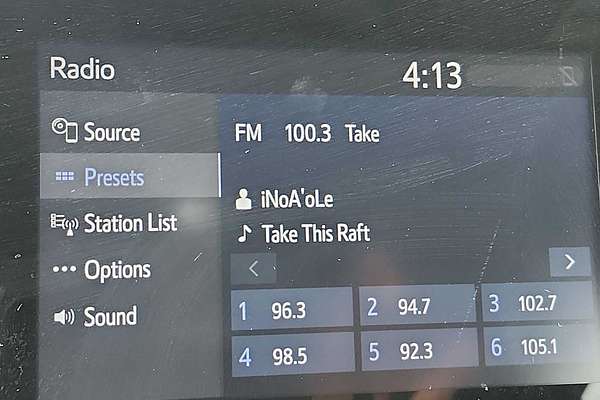 Radio
4:13
Source
Presets
Station List
Options
Sound
FM 100.3 Take
iNoA'oLe
Take This Raft
1 96.3
2 94.7
3 102.7
4 98.5
5 92.3
6 105.1